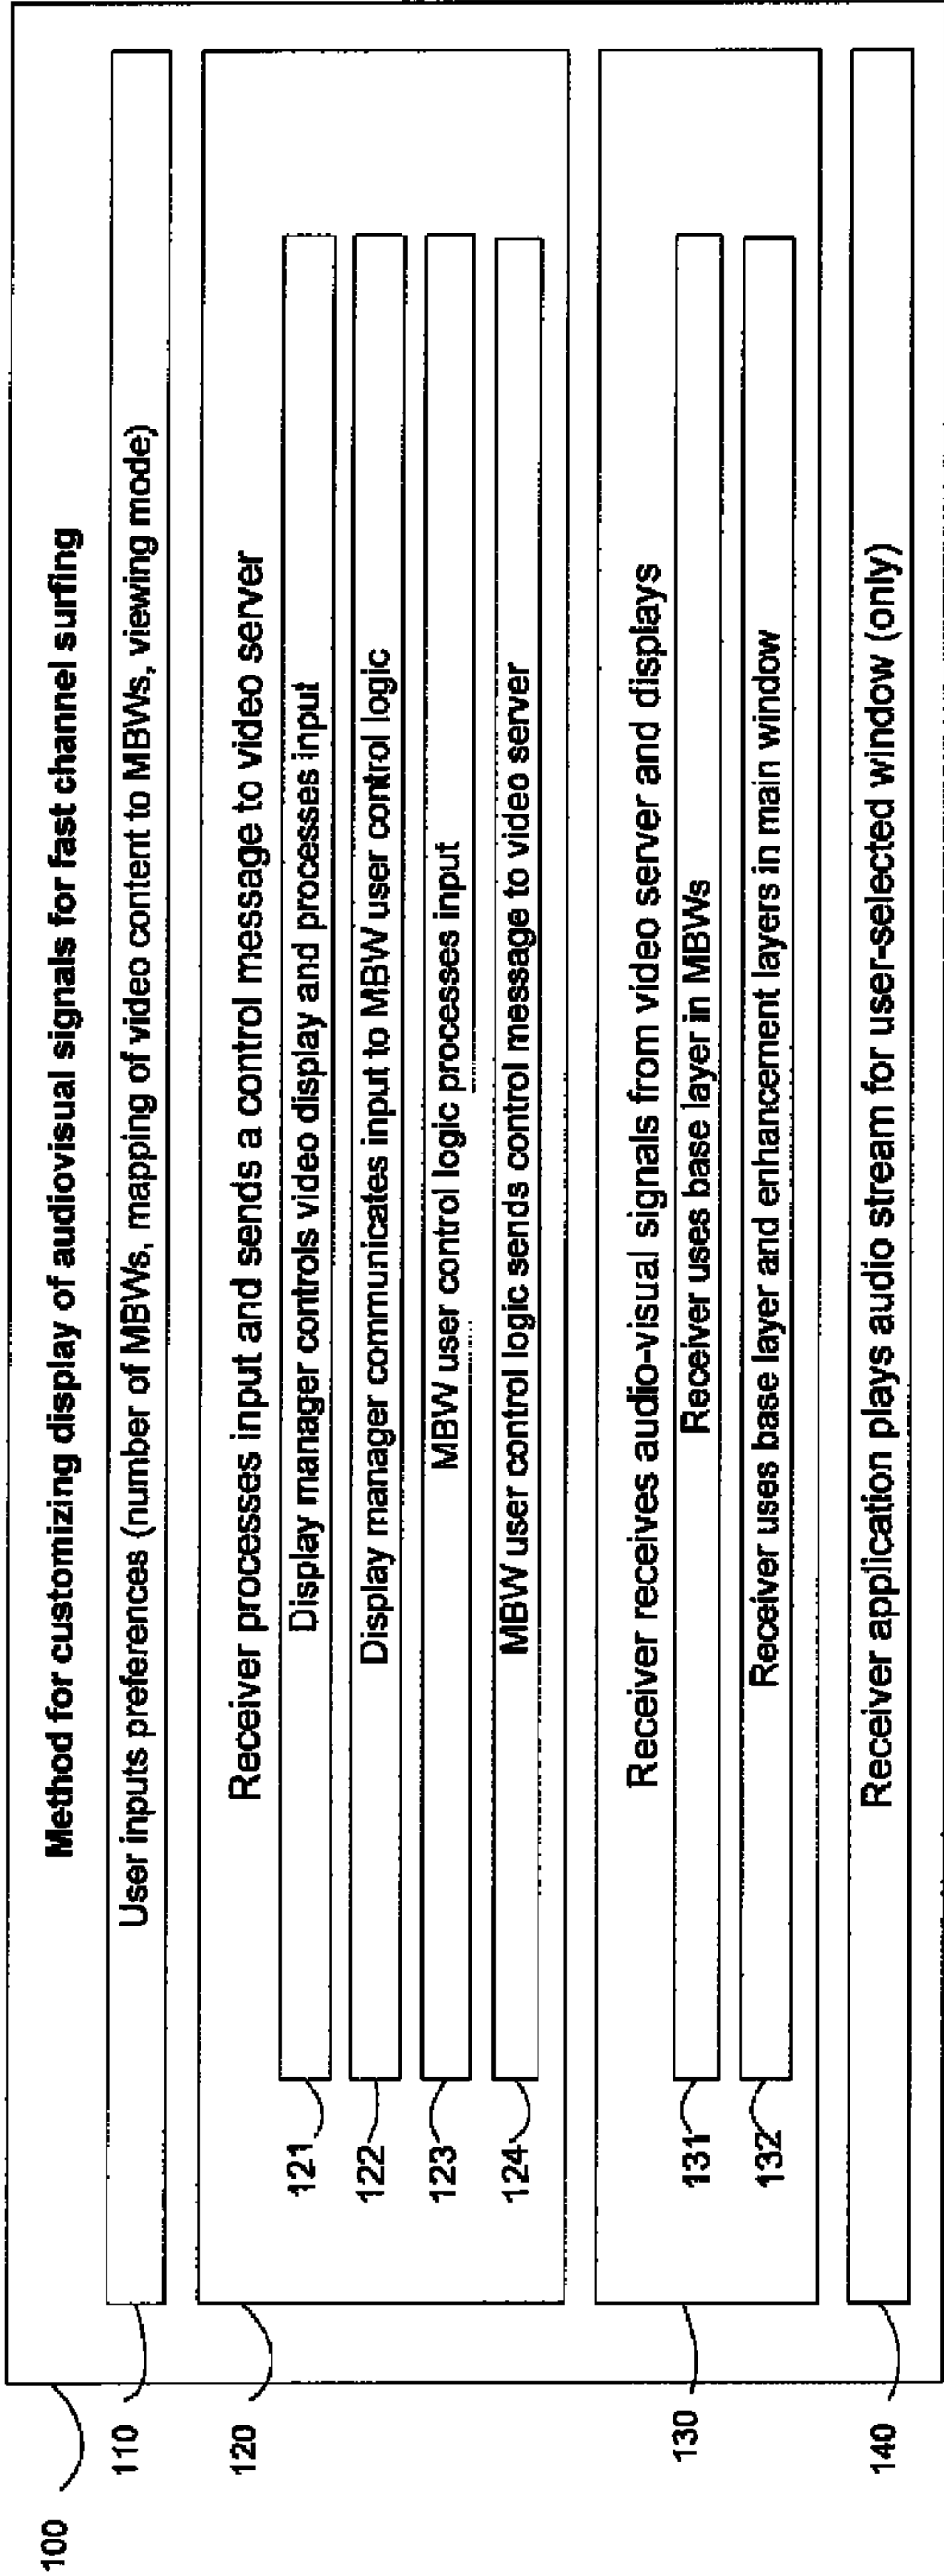 100
Method for customizing display of audiovisual signals for fast channel surfing
110
User inputs preferences (number of MBWs, mapping of video content to MBWs, viewing mode)
120
Receiver processes input and sends a control message to video server
121
Display manager controls video display and processes input
122
Display manager communicates input to MBW user control logic
123
MBW user control logic processes input
124
MBW user control logic sends control message to video server
130
Receiver receives audio-visual signals from video server and displays
131
Receiver uses base layer in MBWs
132
Receiver uses base layer and enhancement layers in main window
140
Receiver application plays audio stream for user-selected window (only)